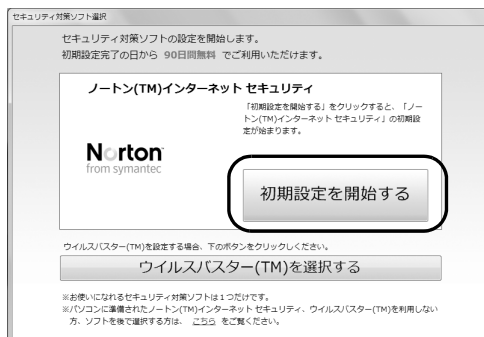 セキュリティ対策ソフト選択
セキュリティ対策ソフトの設定を開始します。
初期設定完了の日から 90日間無料 でご利用いただけます。
ノートン(TM)インターネット セキュリティ
「初期設定を開始する」をクリックすると、「ノー
トン(TM)インターネット セキュリティ」の初期設
定が始まります。
Norton
from symantec
初期設定を開始する
ウイルスバスター(TM)を設定する場合、下のボタンをクリックしください。
ウイルスバスター(TM)を選択する
※お使いになれるセキュリティ対策ソフトは１つだけです。
※パソコンに準備されたノートン(TM)インターネット セキュリティ、ウイルスバスター(TM)を利用しない
方、ソフトを後で選択する方は、 こちら をご覧ください。